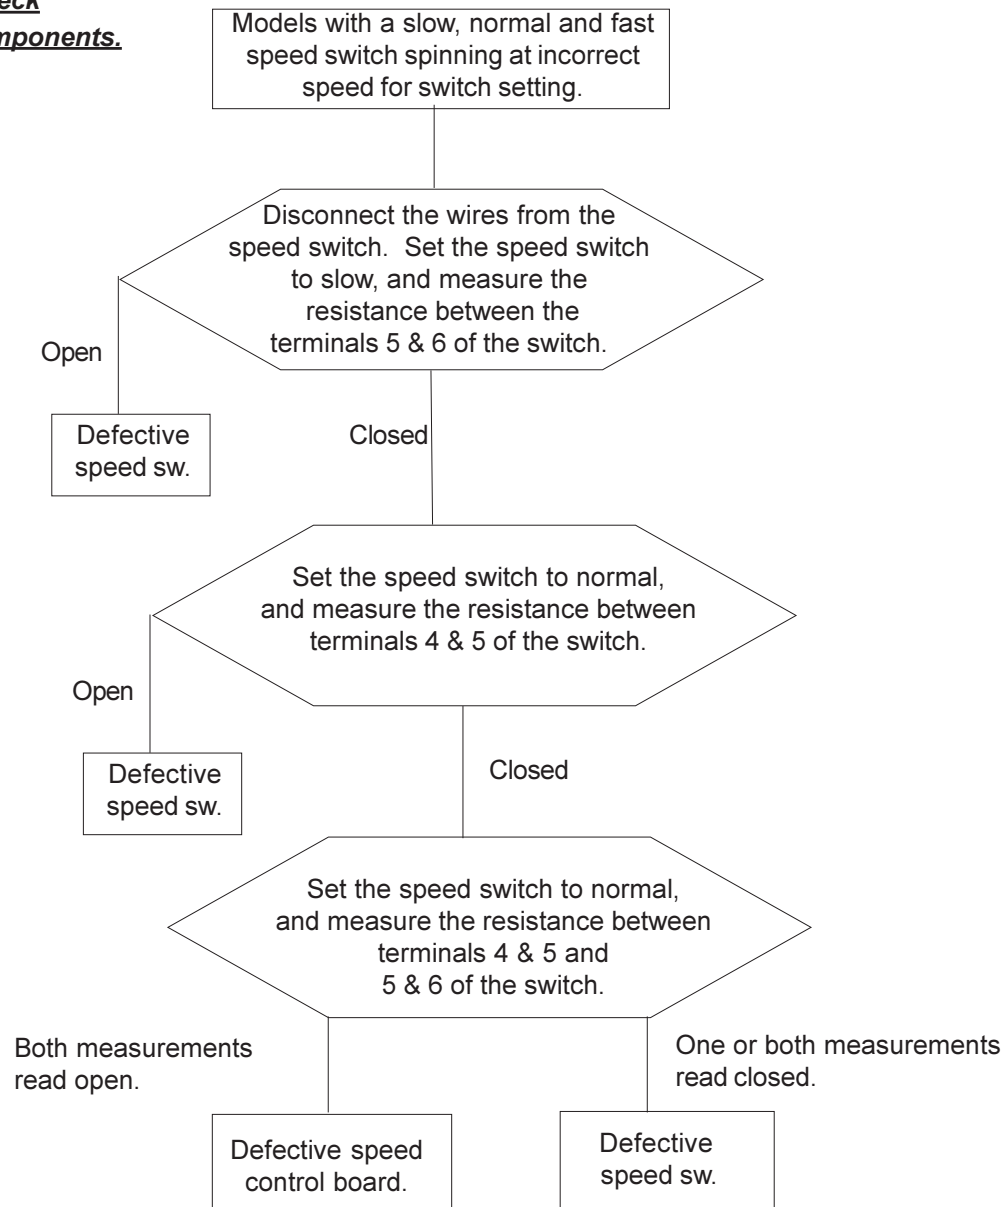 mponents.
Models with a slow, normal and fast
speed switch spinning at incorrect
speed for switch setting.
Disconnect the wires from the
speed switch.  Set the speed switch
to slow, and measure the
resistance between the
terminals 5 & 6 of the switch.
Open
Closed
Defective
speed sw.
Set the speed switch to normal,
and measure the resistance between
terminals 4 & 5 of the switch.
Open
Closed
Defective
speed sw.
Set the speed switch to normal,
and measure the resistance between
terminals 4 & 5 and
5 & 6 of the switch.
Both measurements
read open.
One or both measurements
read closed.
Defective speed
control board.
Defective
speed sw.